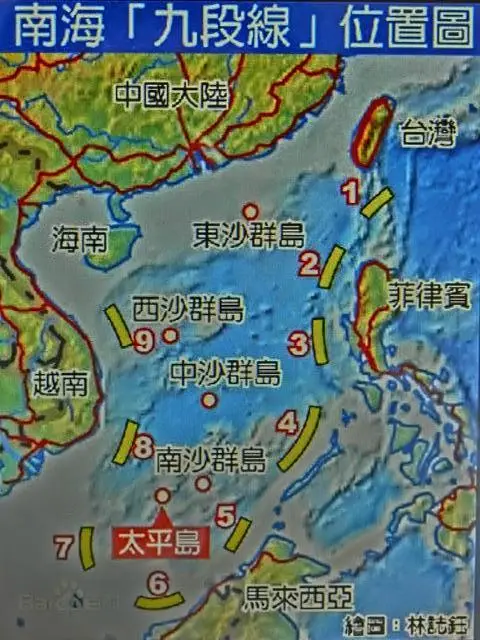 南海「九段線」位置圖
中國大陸
台灣
1
東沙群島
海南
2
菲律賓
西沙群島
9
3
中沙群島
越南
4
8
南沙群島
5
太平島
7
6
馬來西亞
繪圖：林許鈺